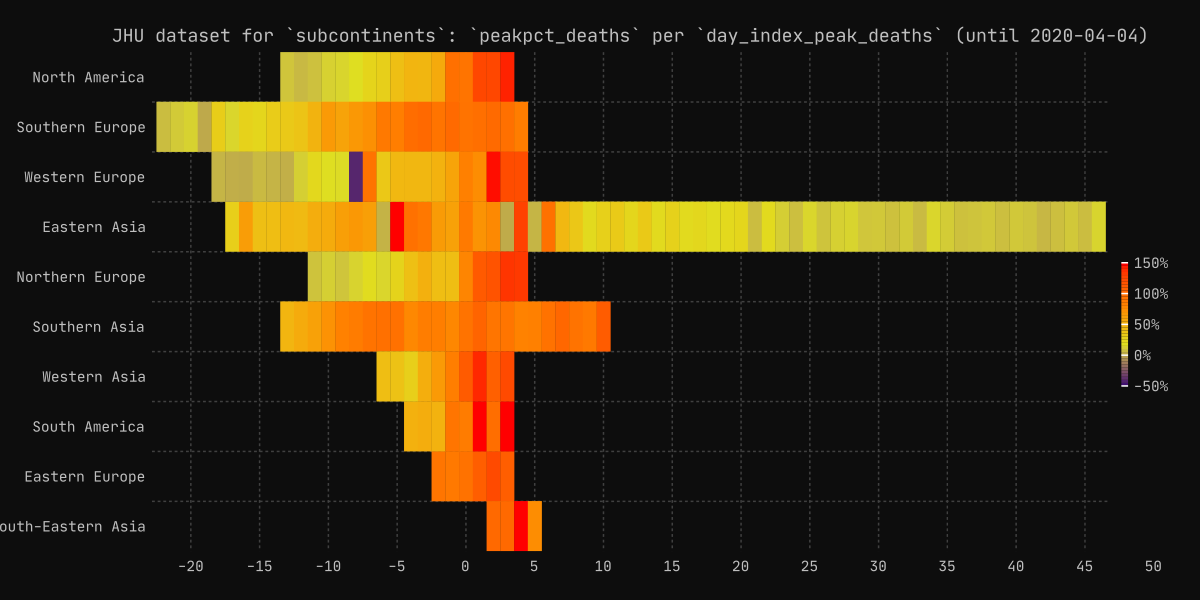 JHU dataset for `subcontinents`: `peakpct_deaths` per `day_index_peak_deaths` (until 2020-04-04)
North America
Southern Europe
Western Europe
Eastern Asia
Northern Europe
Southern Asia
Western Asia
South America
Eastern Europe
outh-Eastern Asia
150%
100%
50%
0%
-50%
-20 -15 -10 -5 0 5 10 15 20 25 30 35 40 45 50